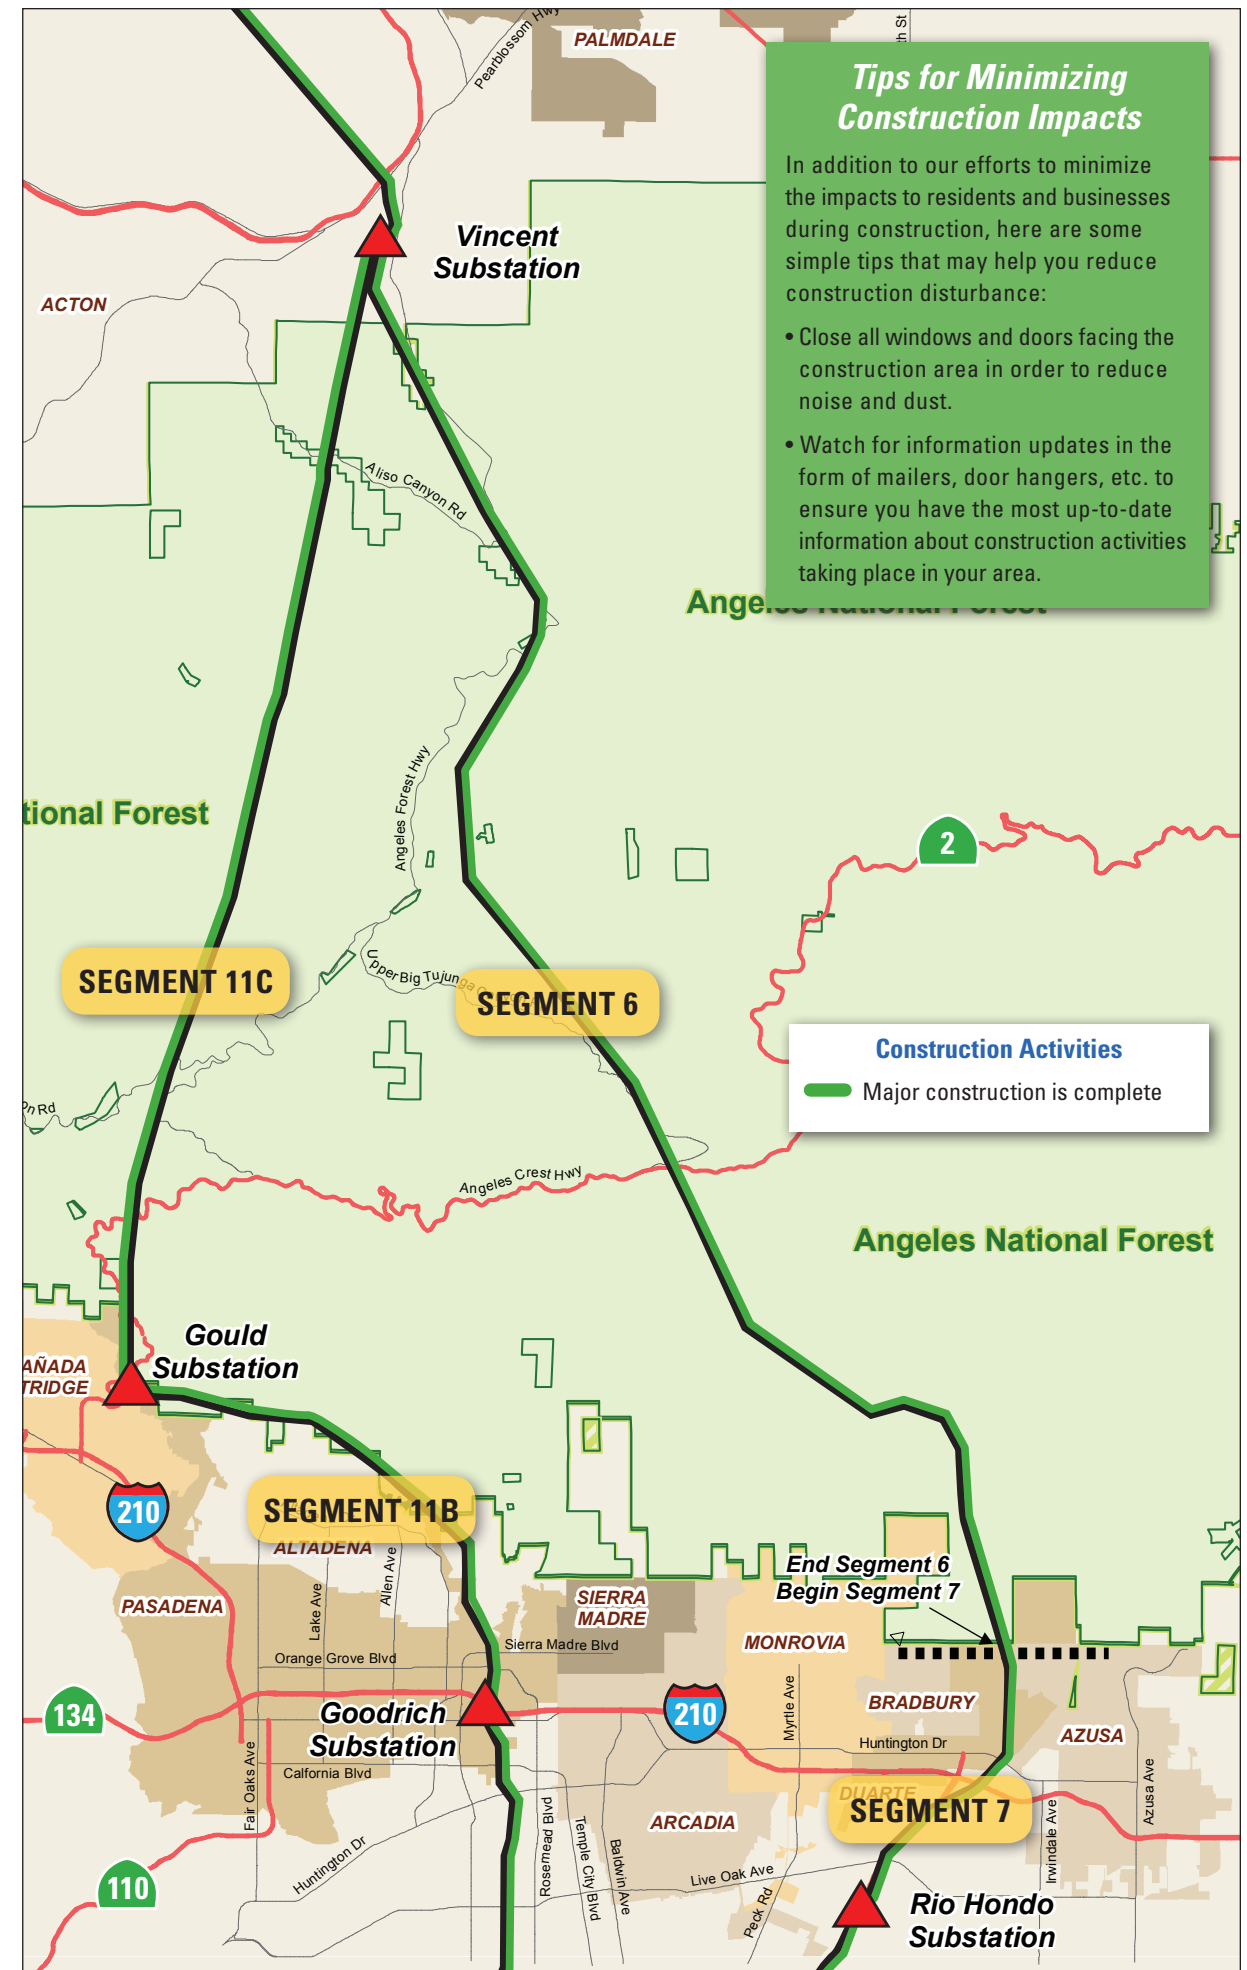 Pearblossom Hwy
PALMDALE
th St
Tips for Minimizing
Construction Impacts
In addition to our efforts to minimize
the impacts to residents and businesses
during construction, here are some
simple tips that may help you reduce
construction disturbance:
• Close all windows and doors facing the
construction area in order to reduce
noise and dust.
• Watch for information updates in the
form of mailers, door hangers, etc. to
ensure you have the most up-to-date
information about construction activities
taking place in your area.
Vincent
Substation
ACTON
Aliso Canyon Rd
Angeles National Forest
Angeles Forest Hwy
tional Forest
2
Upper Big Tujunga
SEGMENT 11C
SEGMENT 6
Construction Activities
Major construction is complete
on Rd
Angeles Crest Hwy
Angeles National Forest
Gould
Substation
AÑADA
TRIDGE
210
SEGMENT 11B
ALTADENA
Allen Ave
Lake Ave
PASADENA
Orange Grove Blvd
Sierra Madre Blvd
SIERRA
MADRE
End Segment 6
Begin Segment 7
MONROVIA
BRADBURY
AZUSA
134
Goodrich
Substation
210
Myrtle Ave
Huntington Dr
Fair Oaks Ave
Calfornia Blvd
DUARTE
SEGMENT 7
Azusa Ave
Irwindale Ave
ARCADIA
Rosemead Blvd
Temple City Blvd
Baldwin Ave
Huntington Dr
Live Oak Ave
Peck Rd
110
Rio Hondo
Substation